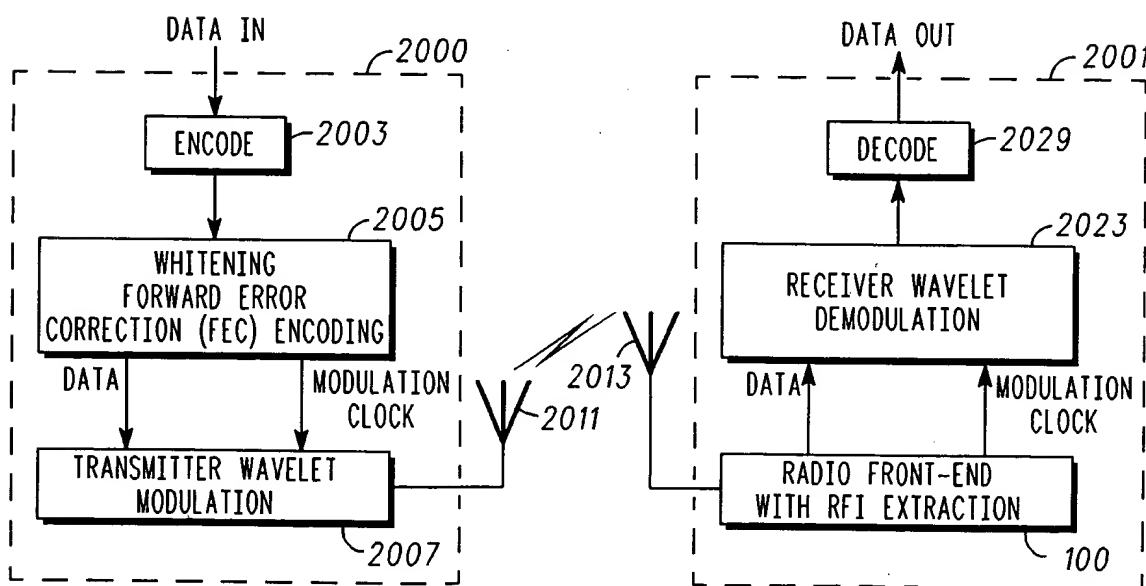 DATA IN
2000
ENCODE
2003
2005
WHITENING
FORWARD ERROR
CORRECTION (FEC) ENCODING
DATA
MODULATION
CLOCK
TRANSMITTER WAVELET
MODULATION
2007
2011
2013
DATA OUT
2001
DECODE
2029
2023
RECEIVER WAVELET
DEMODULATION
DATA
MODULATION
CLOCK
RADIO FRONT-END
WITH RFI EXTRACTION
100